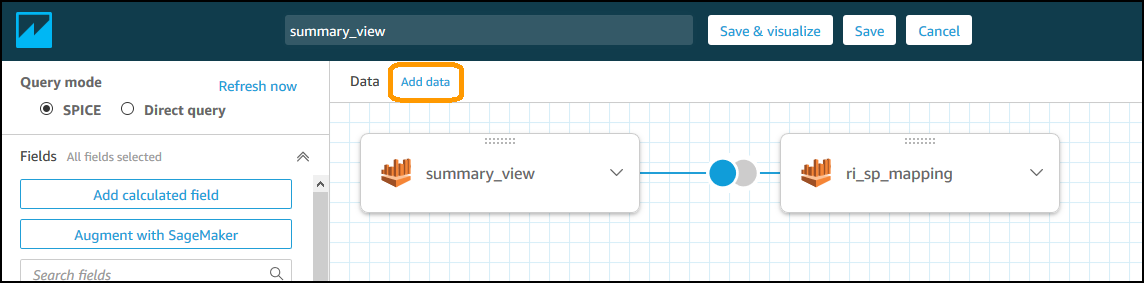 summary_view
Save & visualize
Save
Cancel
Query mode
Refresh now
SPICE
Direct query
Data
Add data
Fields
All fields selected
Add calculated field
Augment with SageMaker
Search fields
summary_view
ri_sp_mapping